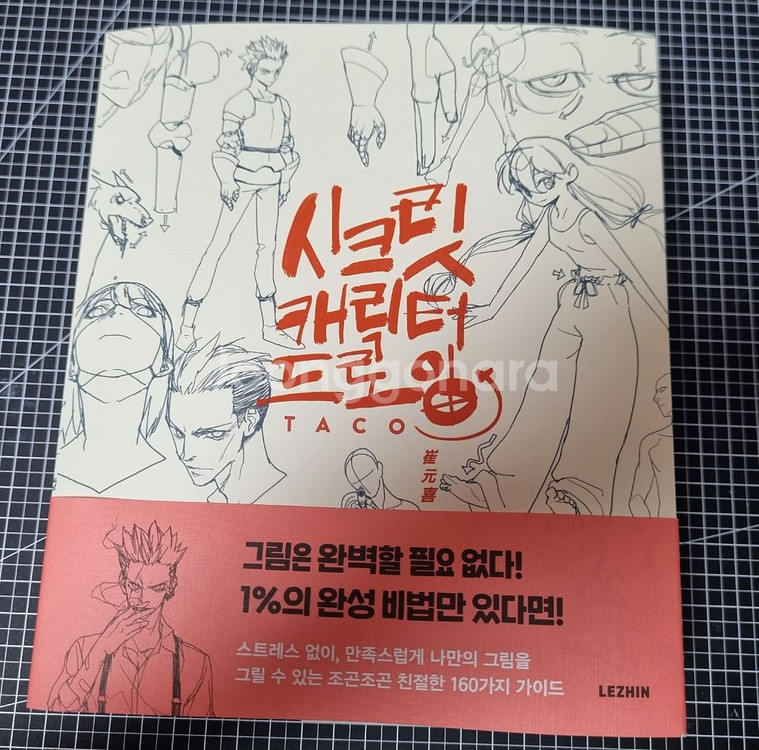 시크릿
캐릭터
드로잉
TACO
崔
元
喜
그림은 완벽할 필요 없다!
1%의 완성 비법만 있다면!
스트레스 없이, 만족스럽게 나만의 그림을
그릴 수 있는 조곤조곤 친절한 160가지 가이드
LEZHIN